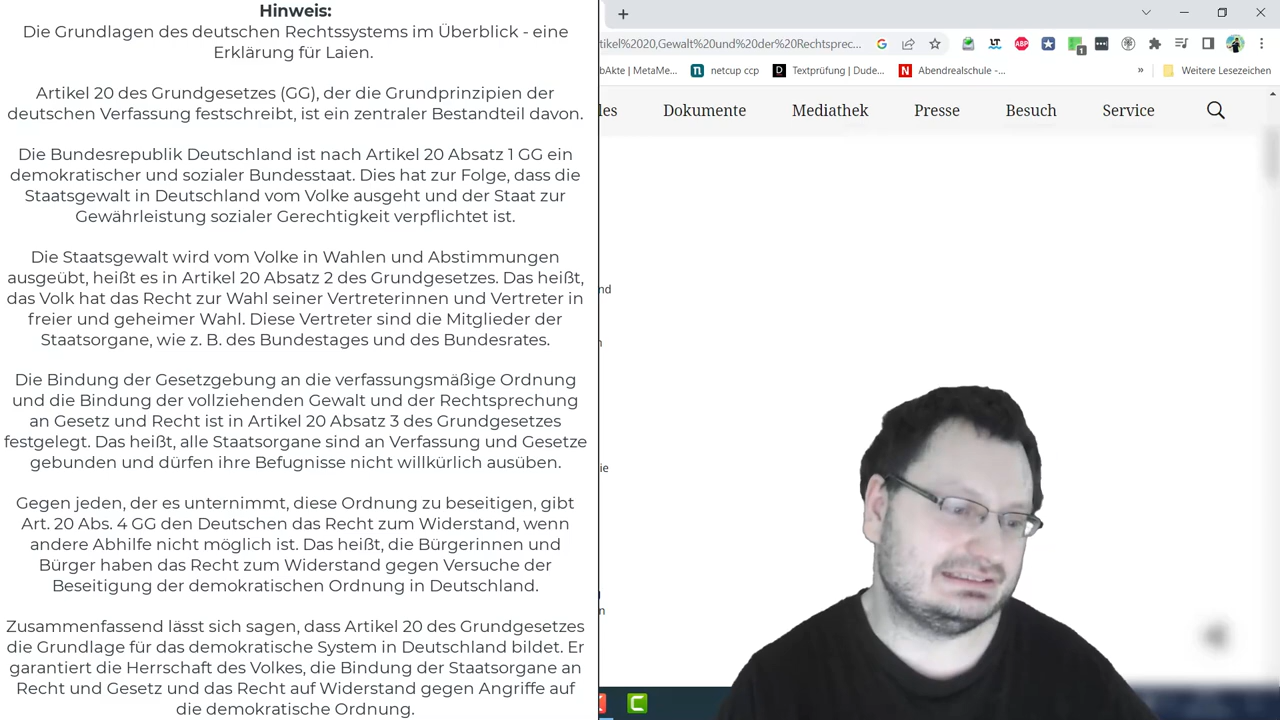 Hinweis:
Die Grundlagen des deutschen Rechtssystems im Überblick - eine
Erklärung für Laien.
Artikel 20 des Grundgesetzes (GG), der die Grundprinzipien der
deutschen Verfassung festschreibt, ist ein zentraler Bestandteil davon.
Die Bundesrepublik Deutschland ist nach Artikel 20 Absatz 1 GG ein
demokratischer und sozialer Bundesstaat. Dies hat zur Folge, dass die
Staatsgewalt in Deutschland vom Volke ausgeht und der Staat zur
Gewährleistung sozialer Gerechtigkeit verpflichtet ist.
Die Staatsgewalt wird vom Volke in Wahlen und Abstimmungen
ausgeübt, heißt es in Artikel 20 Absatz 2 des Grundgesetzes. Das heißt,
das Volk hat das Recht zur Wahl seiner Vertreterinnen und Vertreter in
freier und geheimer Wahl. Diese Vertreter sind die Mitglieder der
Staatsorgane, wie z. B. des Bundestages und des Bundesrates.
Die Bindung der Gesetzgebung an die verfassungsmäßige Ordnung
und die Bindung der vollziehenden Gewalt und der Rechtsprechung
an Gesetz und Recht ist in Artikel 20 Absatz 3 des Grundgesetzes
festgelegt. Das heißt, alle Staatsorgane sind an Verfassung und Gesetze
gebunden und dürfen ihre Befugnisse nicht willkürlich ausüben.
Gegen jeden, der es unternimmt, diese Ordnung zu beseitigen, gibt
Art. 20 Abs. 4 GG den Deutschen das Recht zum Widerstand, wenn
andere Abhilfe nicht möglich ist. Das heißt, die Bürgerinnen und
Bürger haben das Recht zum Widerstand gegen Versuche der
Beseitigung der demokratischen Ordnung in Deutschland.
Zusammenfassend lässt sich sagen, dass Artikel 20 des Grundgesetzes
die Grundlage für das demokratische System in Deutschland bildet. Er
garantiert die Herrschaft des Volkes, die Bindung der Staatsorgane an
Recht und Gesetz und das Recht auf Widerstand gegen Angriffe auf
die demokratische Ordnung.
tikel%2020,Gewalt%20und%20der%20Rechtsprec...
bAkte | MetaMe... netcup ccp Textprüfung | Dude... Abendrealschule -... » Weitere Lesezeichen
les Dokumente Mediathek Presse Besuch Service
nd
n
ie
m